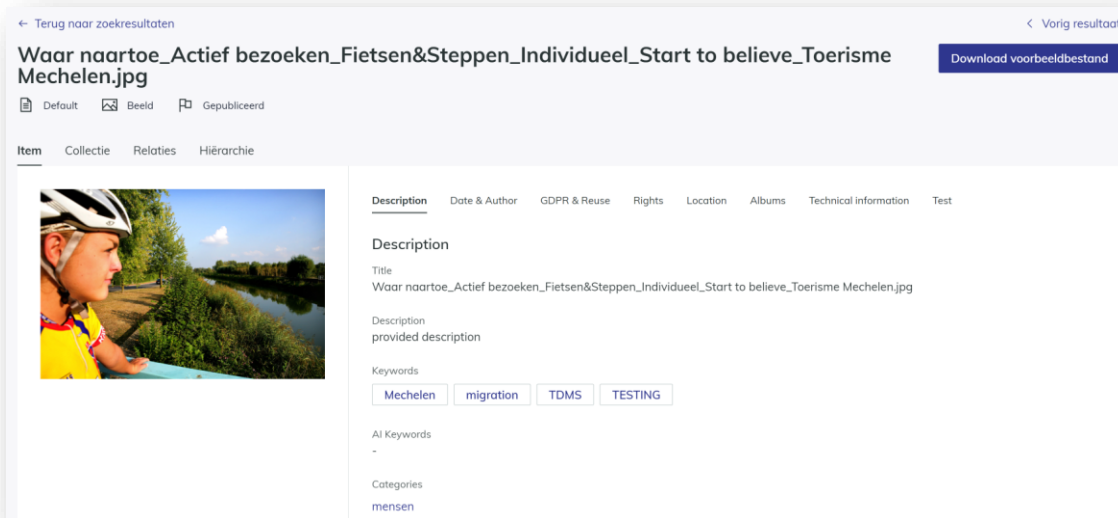 ← Terug naar zoekresultaten
< Vorig resultaat
Waar naartoe_Actief bezoeken_Fietsen&Steppen_Individueel_Start to believe_Toerisme
Mechelen.jpg
Download voorbeeldbestand
Default Beeld Gepubliceerd
Item Collectie Relaties Hiërarchie
Description Date & Author GDPR & Reuse Rights Location Albums Technical information Test
Description
Title
Waar naartoe_Actief bezoeken_Fietsen&Steppen_Individueel_Start to believe_Toerisme Mechelen.jpg
Description
provided description
Keywords
Mechelen migration TDMS TESTING
AI Keywords
-
Categories
mensen